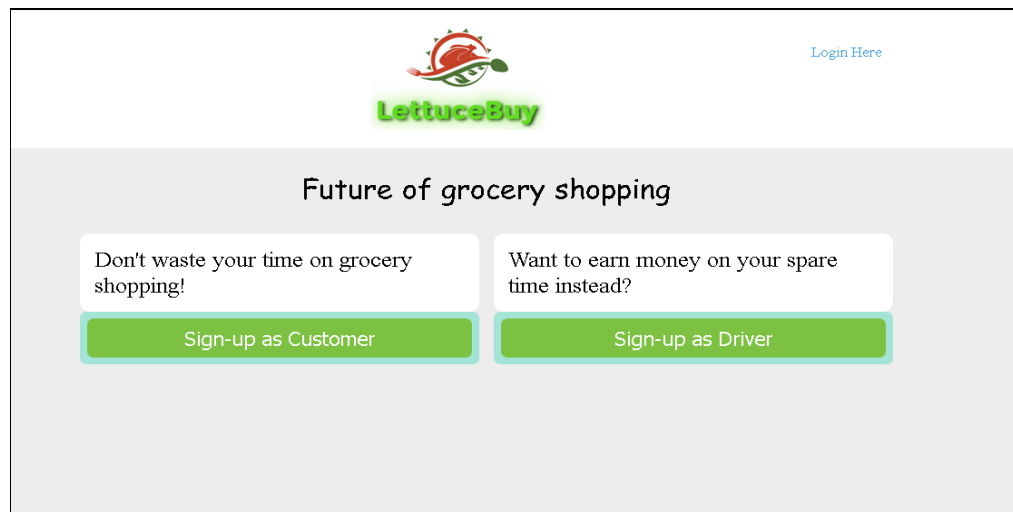 Login Here
LettuceBuy
Future of grocery shopping
Don't waste your time on grocery
shopping!
Want to earn money on your spare
time instead?
Sign-up as Customer
Sign-up as Driver